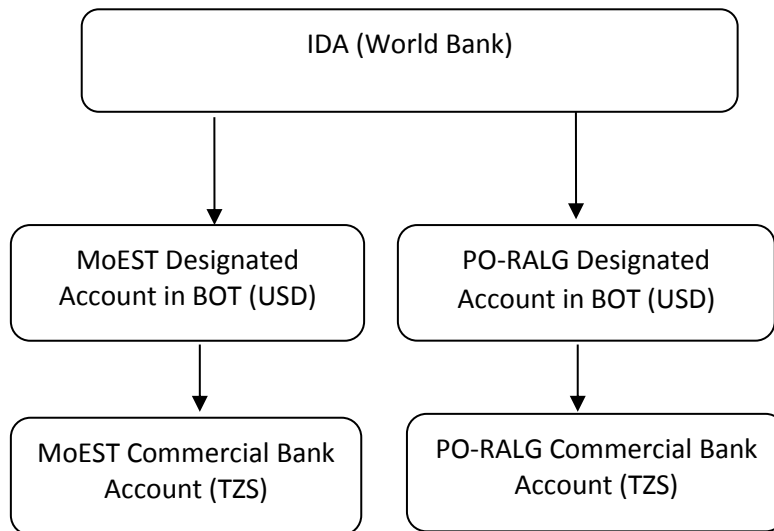 IDA (World Bank)
MoEST Designated
Account in BOT (USD)
PO-RALG Designated
Account in BOT (USD)
MoEST Commercial Bank
Account (TZS)
PO-RALG Commercial Bank
Account (TZS)